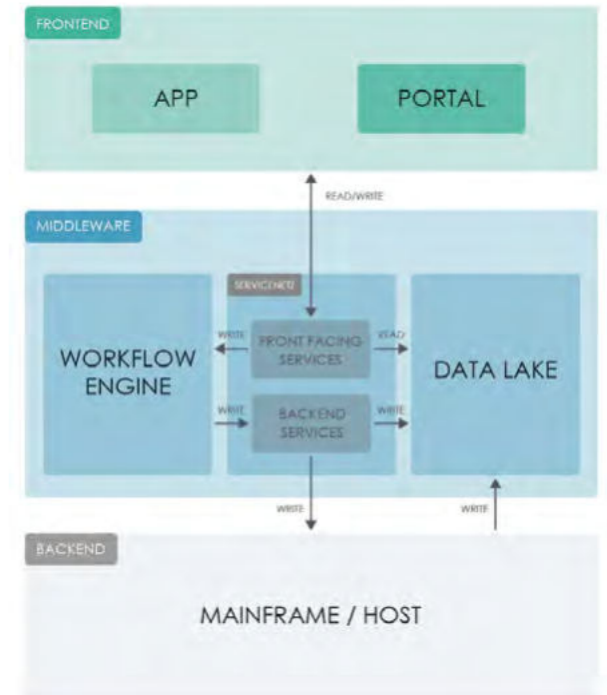 FRONTEND
APP
PORTAL
READ/WRITE
MIDDLEWARE
WORKFLOW
ENGINE
WRITE
FRONT FACING
SERVICES
READ
WRITE
BACKEND
SERVICES
WRITE
DATA LAKE
WRITE
WRITE
BACKEND
MAINFRAME / HOST